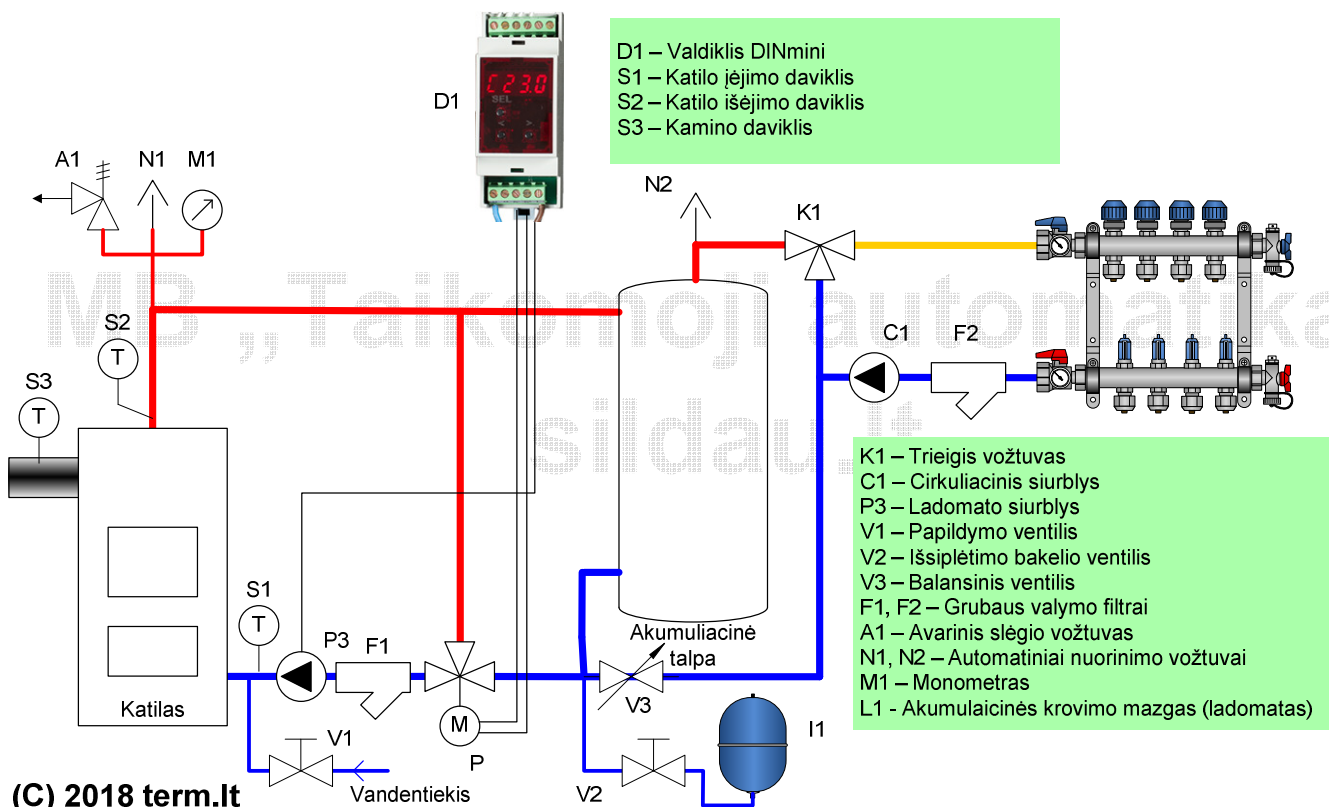 D1 – Valdiklis DINmini
S1 – Katilo įėjimo daviklis
S2 – Katilo išėjimo daviklis
S3 – Kamino daviklis
D1
C23.0
SEL
A1
N1
M1
N2
K1
MB „Taikomoji automatika
S2
T
C1
F2
S3
T
sildau.lt
K1 – Trieigis vožtuvas
C1 – Cirkuliacinis siurblys
P3 – Ladomato siurblys
V1 – Papildymo ventilis
V2 – Išsiplėtimo bakelio ventilis
V3 – Balansinis ventilis
F1, F2 – Grubaus valymo filtrai
A1 – Avarinis slėgio vožtuvas
N1, N2 – Automatiniai nuorinimo vožtuvai
M1 – Monometras
L1 - Akumulaicinės krovimo mazgas (ladomatas)
S1
T
P3
F1
Akumuliacinė
talpa
Katilas
M
V3
V1
P
I1
Vandentiekis
V2
(C) 2018 term.lt